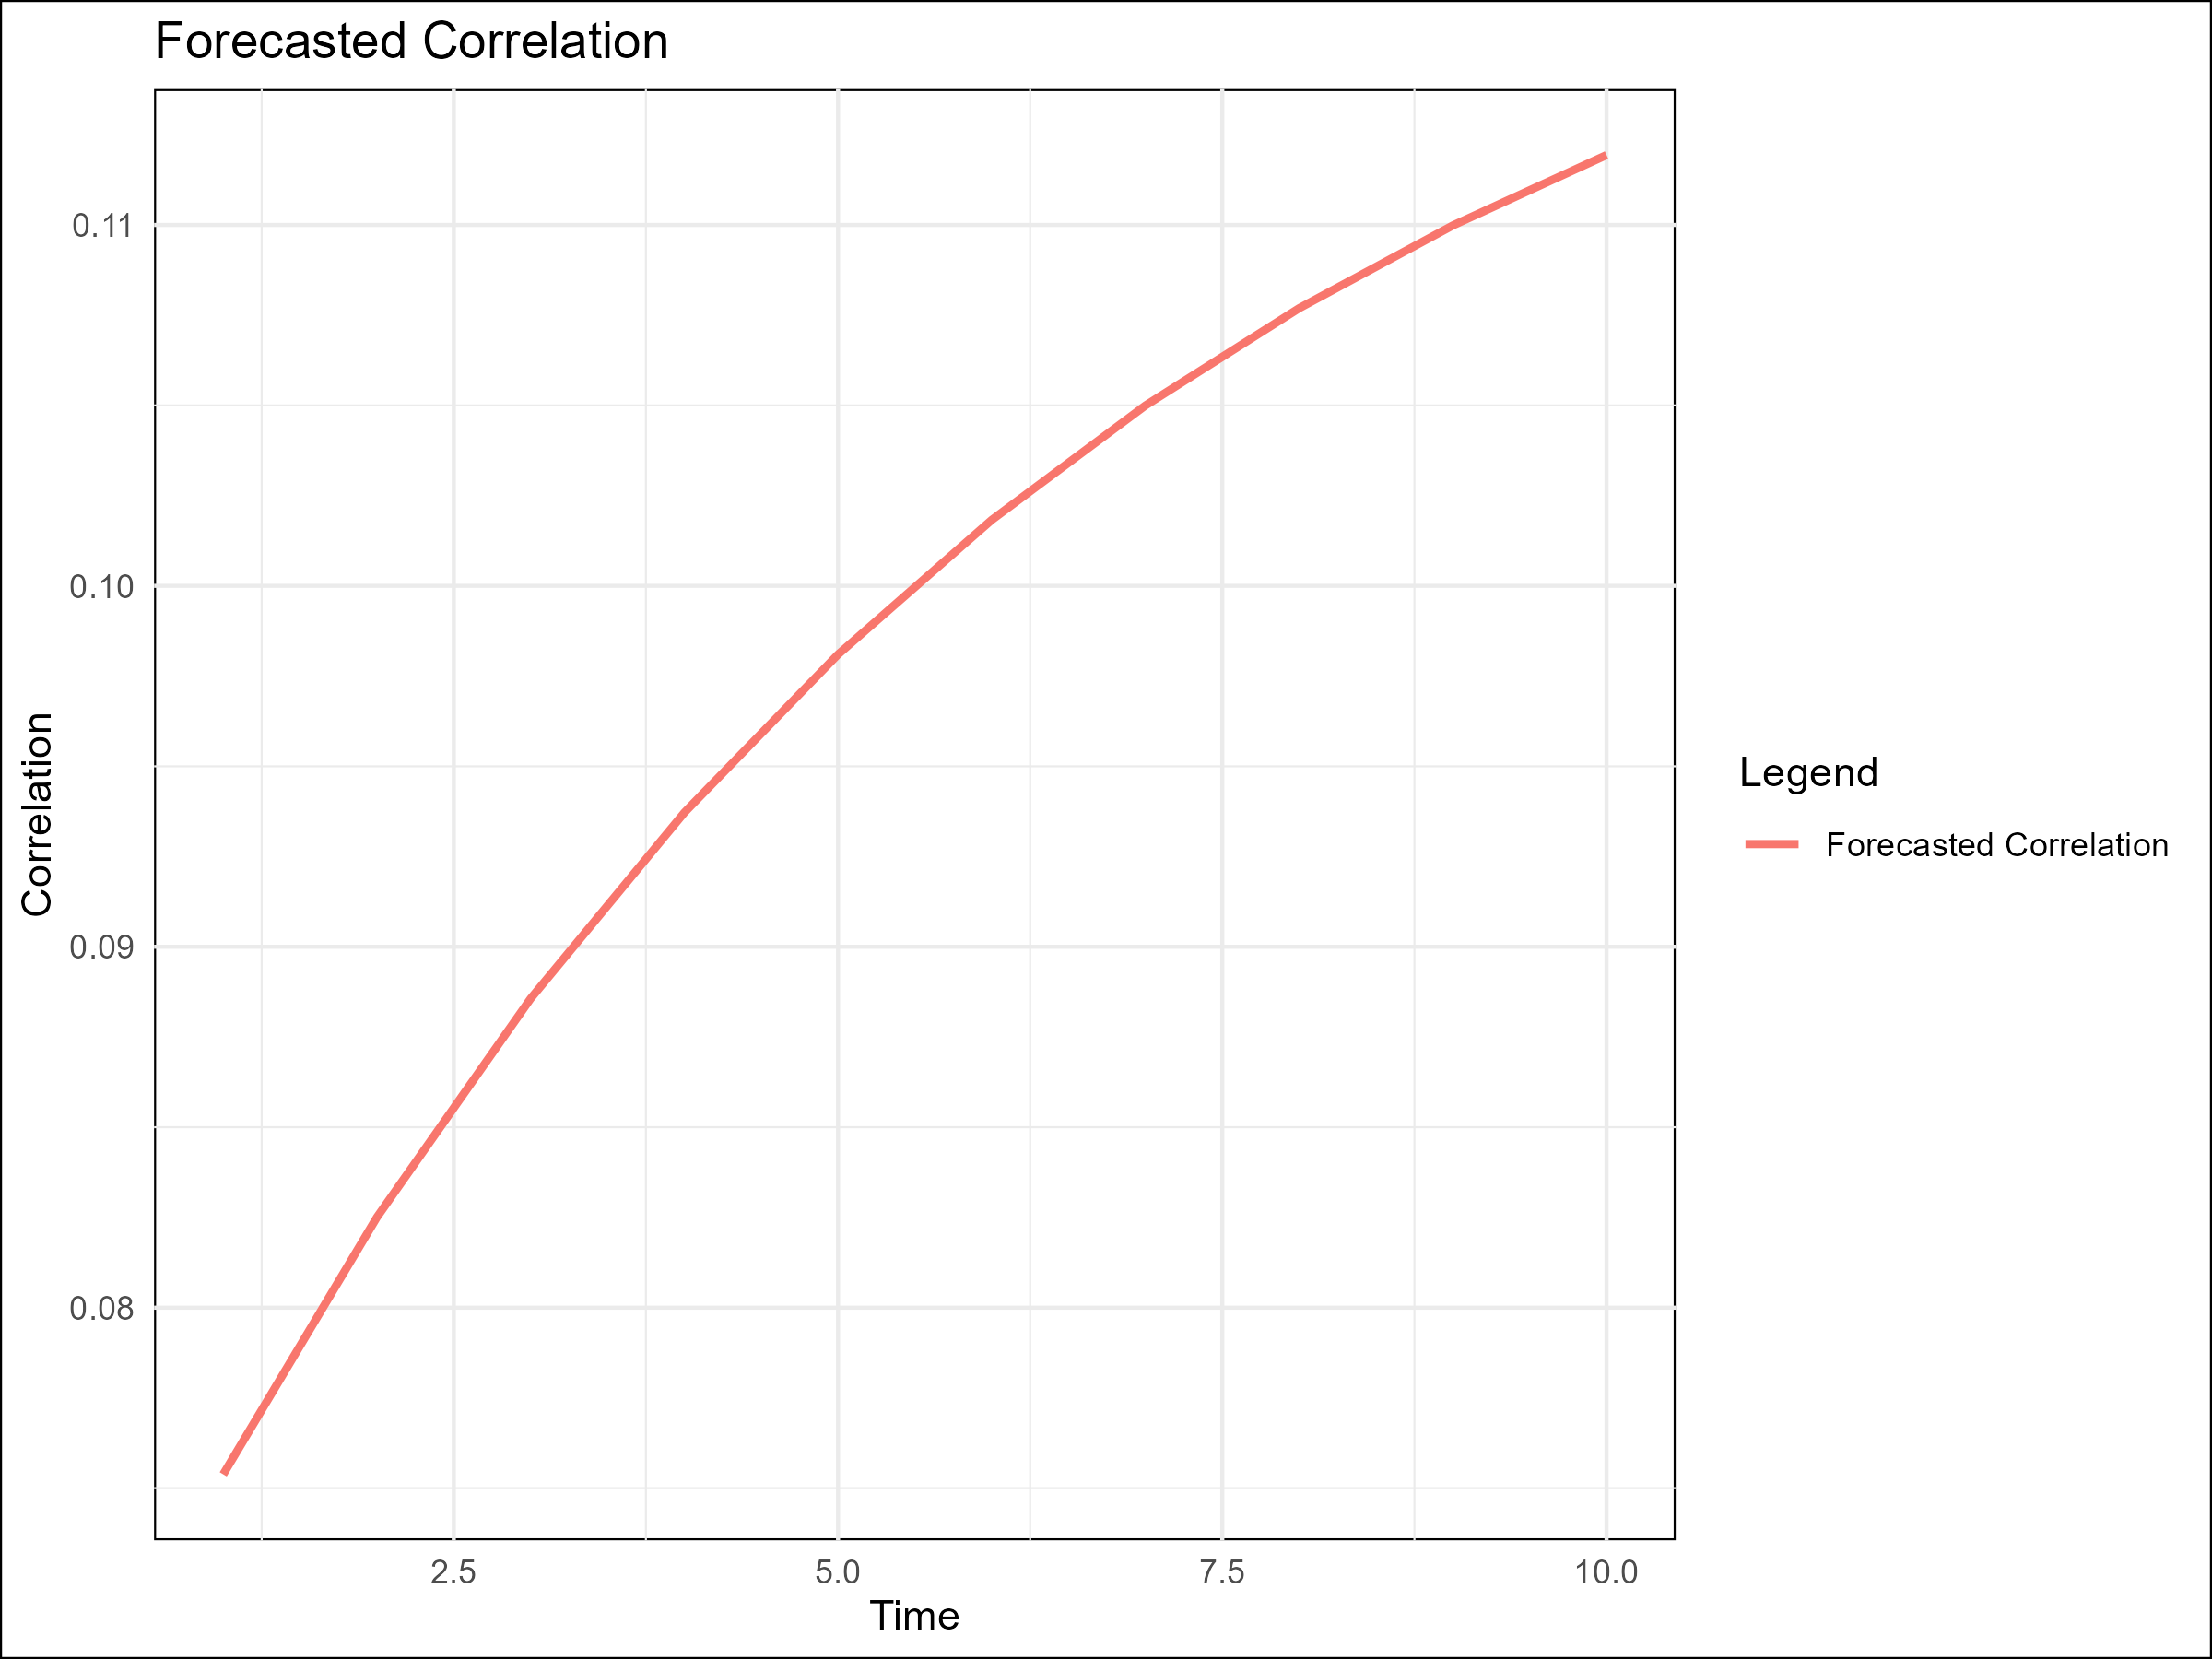 Forecasted Correlation
0.11
0.10
0.09
0.08
Correlation
2.5 5.0 7.5 10.0
Time
Legend
Forecasted Correlation